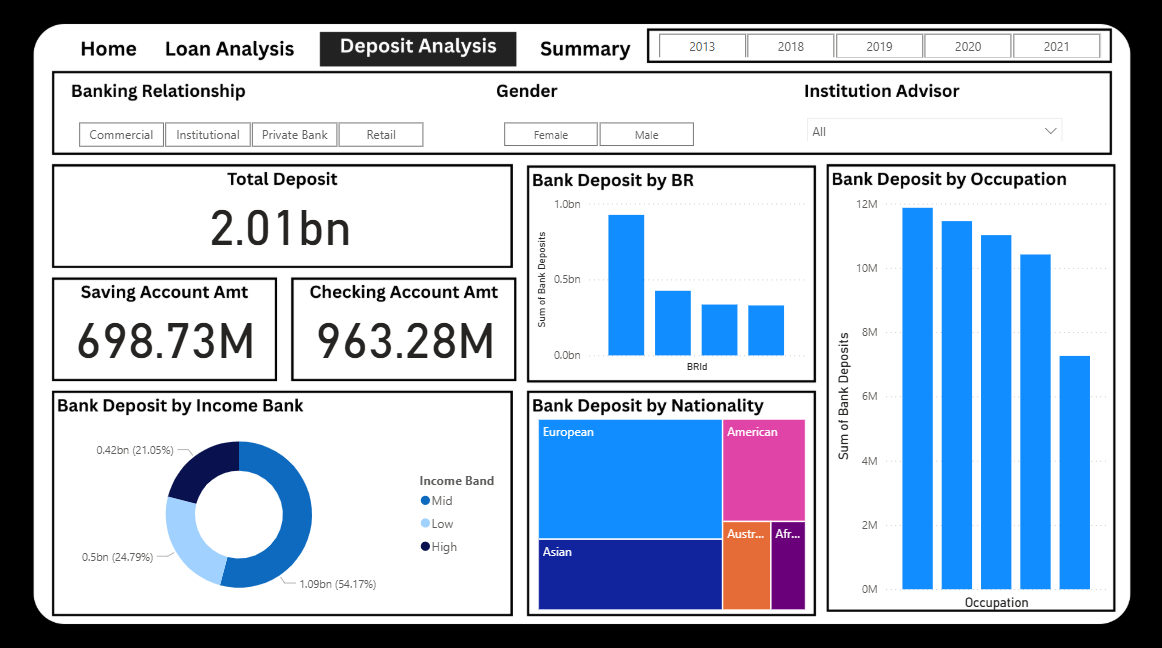 Home Loan Analysis Deposit Analysis Summary 2013 2018 2019 2020 2021
Banking Relationship
Commercial Institutional Private Bank Retail
Gender
Female Male
Institution Advisor
All
Total Deposit
2.01bn
Saving Account Amt
698.73M
Checking Account Amt
963.28M
Bank Deposit by BR
Sum of Bank Deposits
1.0bn
0.5bn
0.0bn
BRId
Bank Deposit by Occupation
Sum of Bank Deposits
12M
10M
8M
6M
4M
2M
0M
Occupation
Bank Deposit by Income Bank
0.42bn (21.05%)
0.5bn (24.79%)
1.09bn (54.17%)
Income Band
Mid
Low
High
Bank Deposit by Nationality
European
American
Asian
Austr...
Afr...